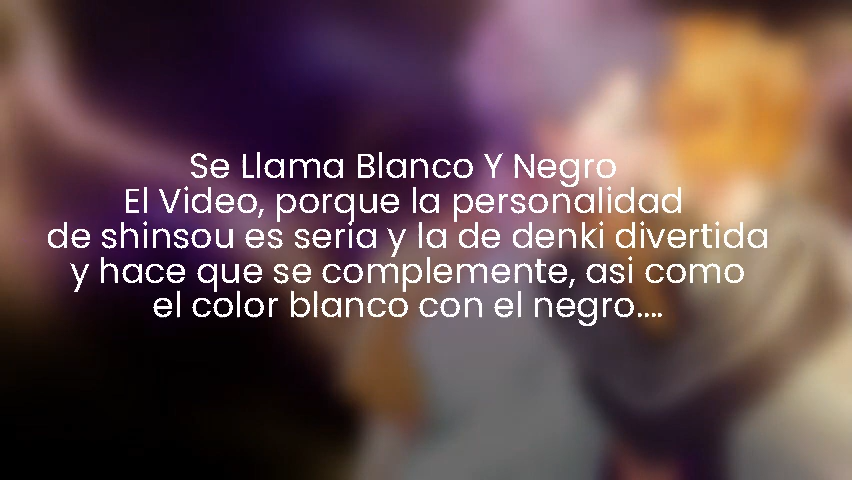 Se Llama Blanco Y Negro
El Video, porque la personalidad
de shinsou es seria y la de denki divertida
y hace que se complemente, asi como
el color blanco con el negro....